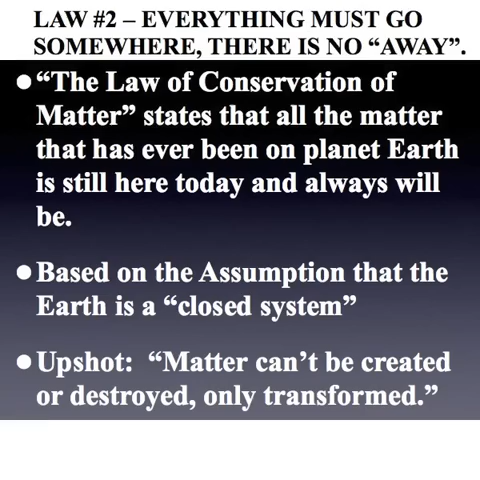 LAW #2 – EVERYTHING MUST GO
SOMEWHERE, THERE IS NO “AWAY”.
●“The Law of Conservation of
Matter” states that all the matter
that has ever been on planet Earth
is still here today and always will
be.
●Based on the Assumption that the
Earth is a “closed system”
●Upshot: “Matter can’t be created
or destroyed, only transformed.”